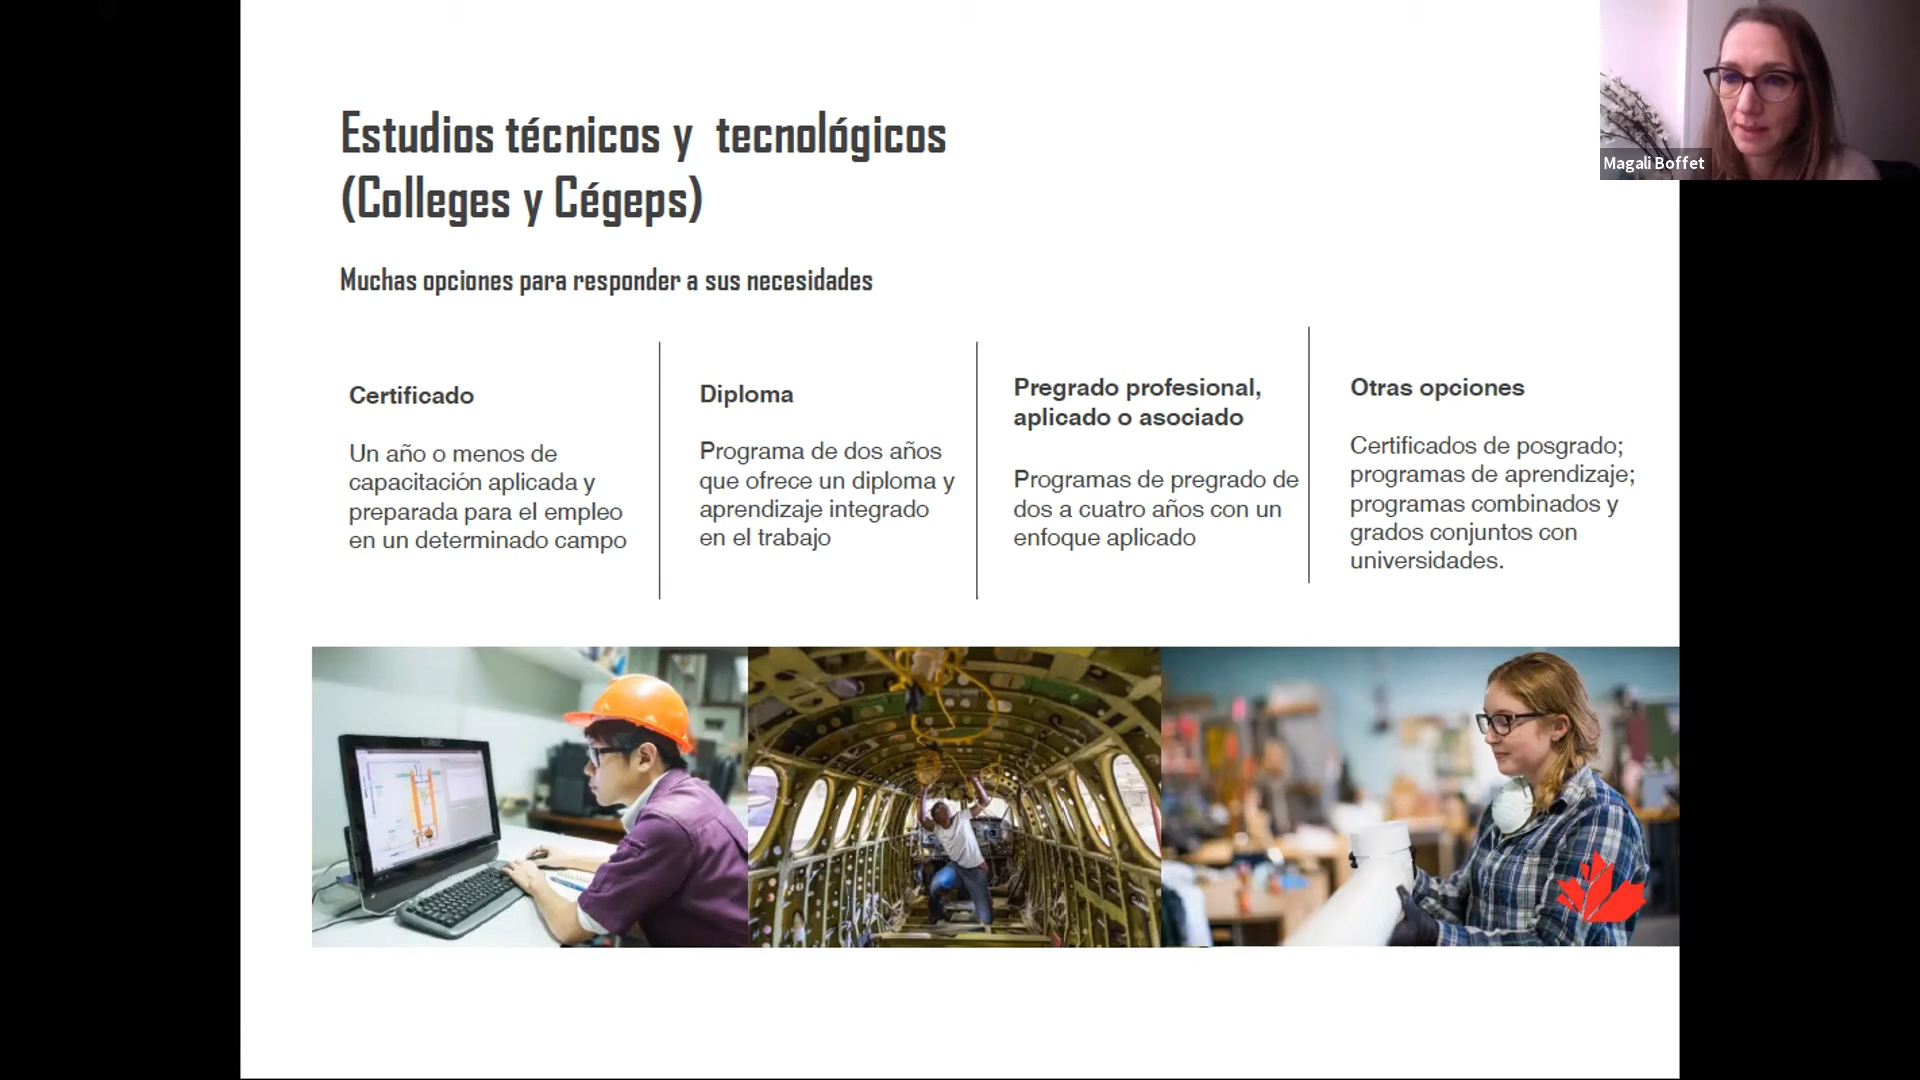 Estudios técnicos y tecnológicos
(Colleges y Cégeps)
Muchas opciones para responder a sus necesidades
Certificado
Un año o menos de
capacitación aplicada y
preparada para el empleo
en un determinado campo
Diploma
Programa de dos años
que ofrece un diploma y
aprendizaje integrado
en el trabajo
Pregrado profesional,
aplicado o asociado
Programas de pregrado de
dos a cuatro años con un
enfoque aplicado
Otras opciones
Certificados de posgrado;
programas de aprendizaje;
programas combinados y
grados conjuntos con
universidades.
Magali Boffet